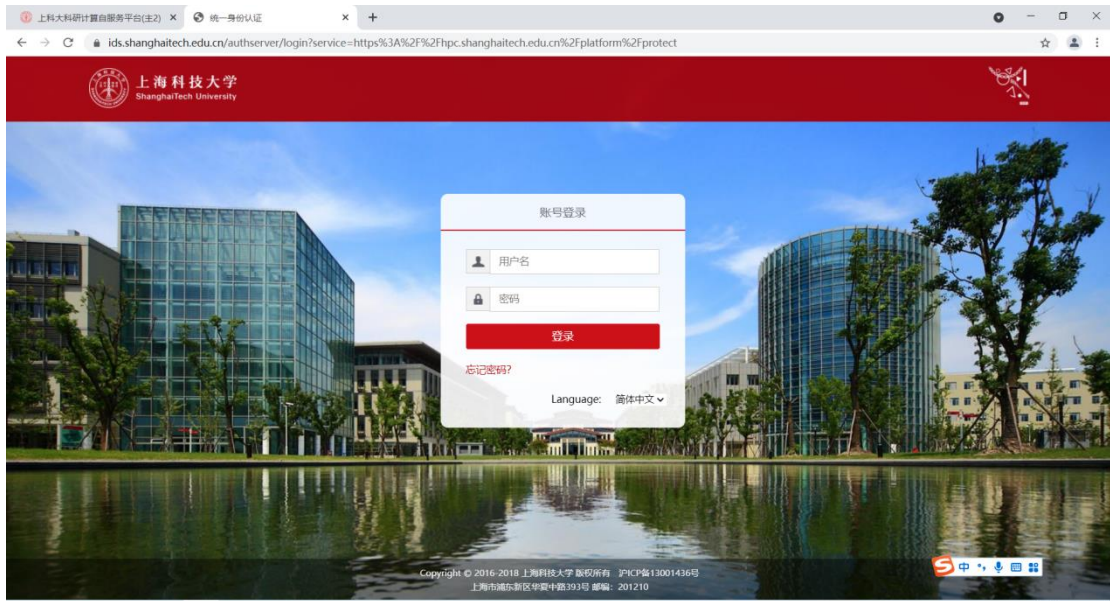 上科大科研计算自服务平台(主2)
统一身份认证
ids.shanghaitech.edu.cn/authserver/login?service=https%3A%2F%2Fhpc.shanghaitech.edu.cn%2Fplatform%2Fprotect
上海科技大学
ShanghaiTech University
账号登录
用户名
密码
登录
忘记密码?
Language: 简体中文
Copyright © 2016-2018 上海科技大学 版权所有 沪ICP备13001436号
上海市浦东新区华夏中路393号 邮编：201210
中